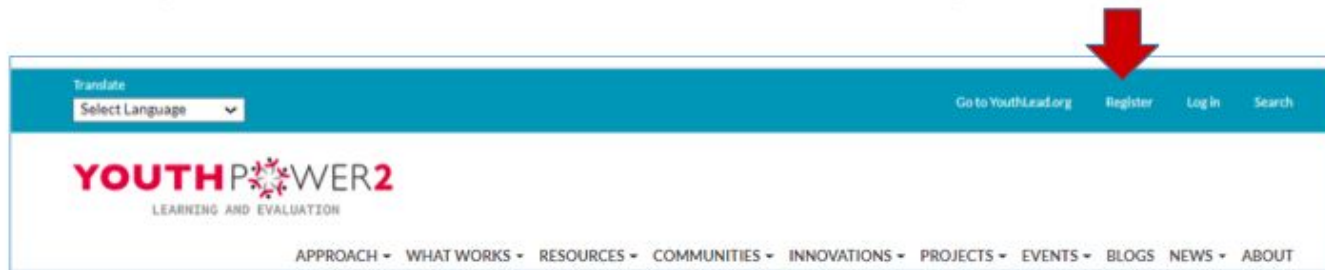 Translate
Select Language
Go to YouthLead.org Register Log in Search
YOUTHPOWER2
LEARNING AND EVALUATION
APPROACH WHAT WORKS RESOURCES COMMUNITIES INNOVATIONS PROJECTS EVENTS BLOGS NEWS ABOUT